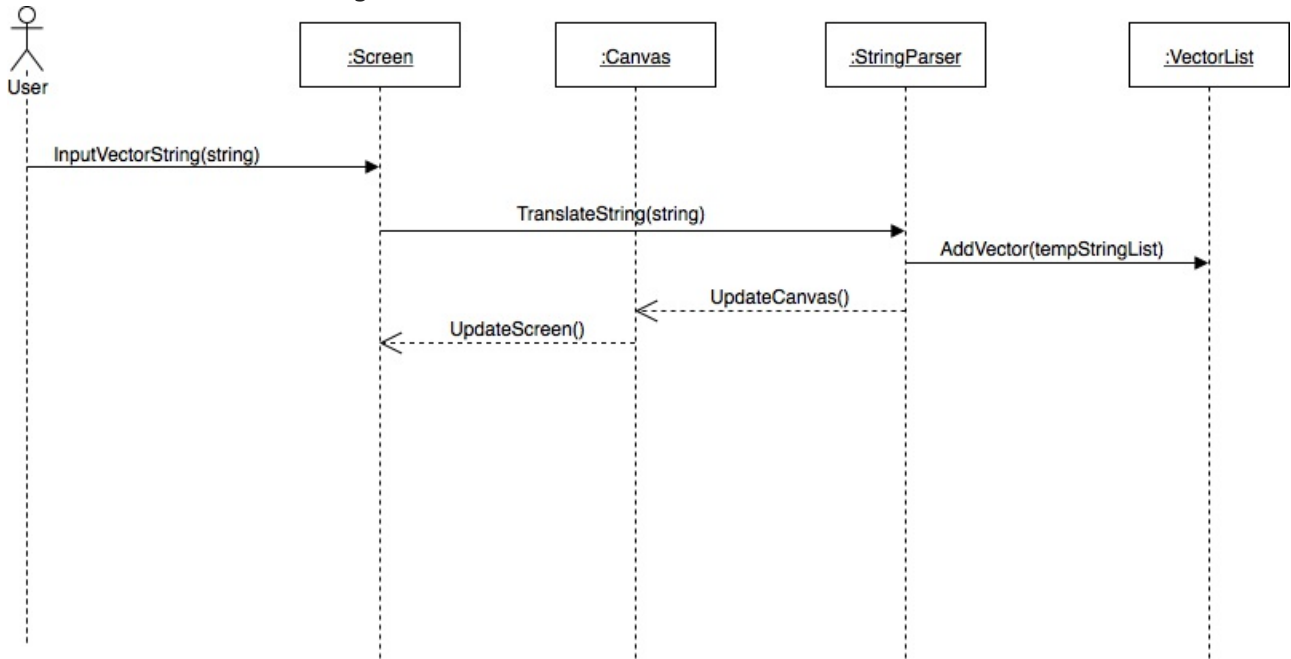 User
:Screen
:Canvas
:StringParser
:VectorList
InputVectorString(string)
TranslateString(string)
AddVector(tempStringList)
UpdateCanvas()
UpdateScreen()